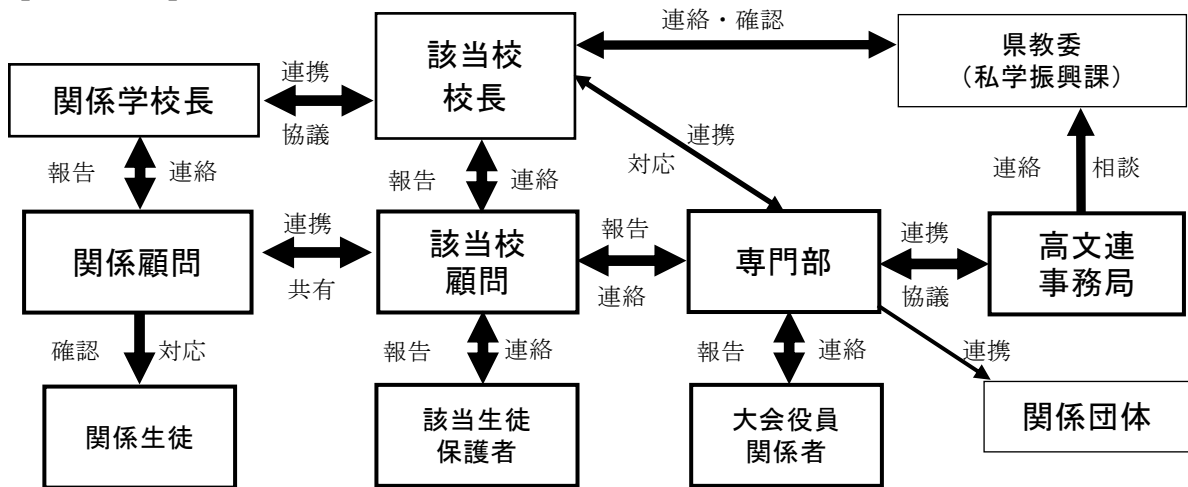 連絡・確認
該当校
校長
県教委
（私学振興課）
関係学校長
連携
協議
連携
対応
報告 連絡
報告 連絡
連絡 相談
関係顧問
連携
共有
該当校
顧問
報告
連絡
専門部
連携
協議
高文連
事務局
確認 対応
報告 連絡
報告 連絡
連携
関係生徒
該当生徒
保護者
大会役員
関係者
関係団体